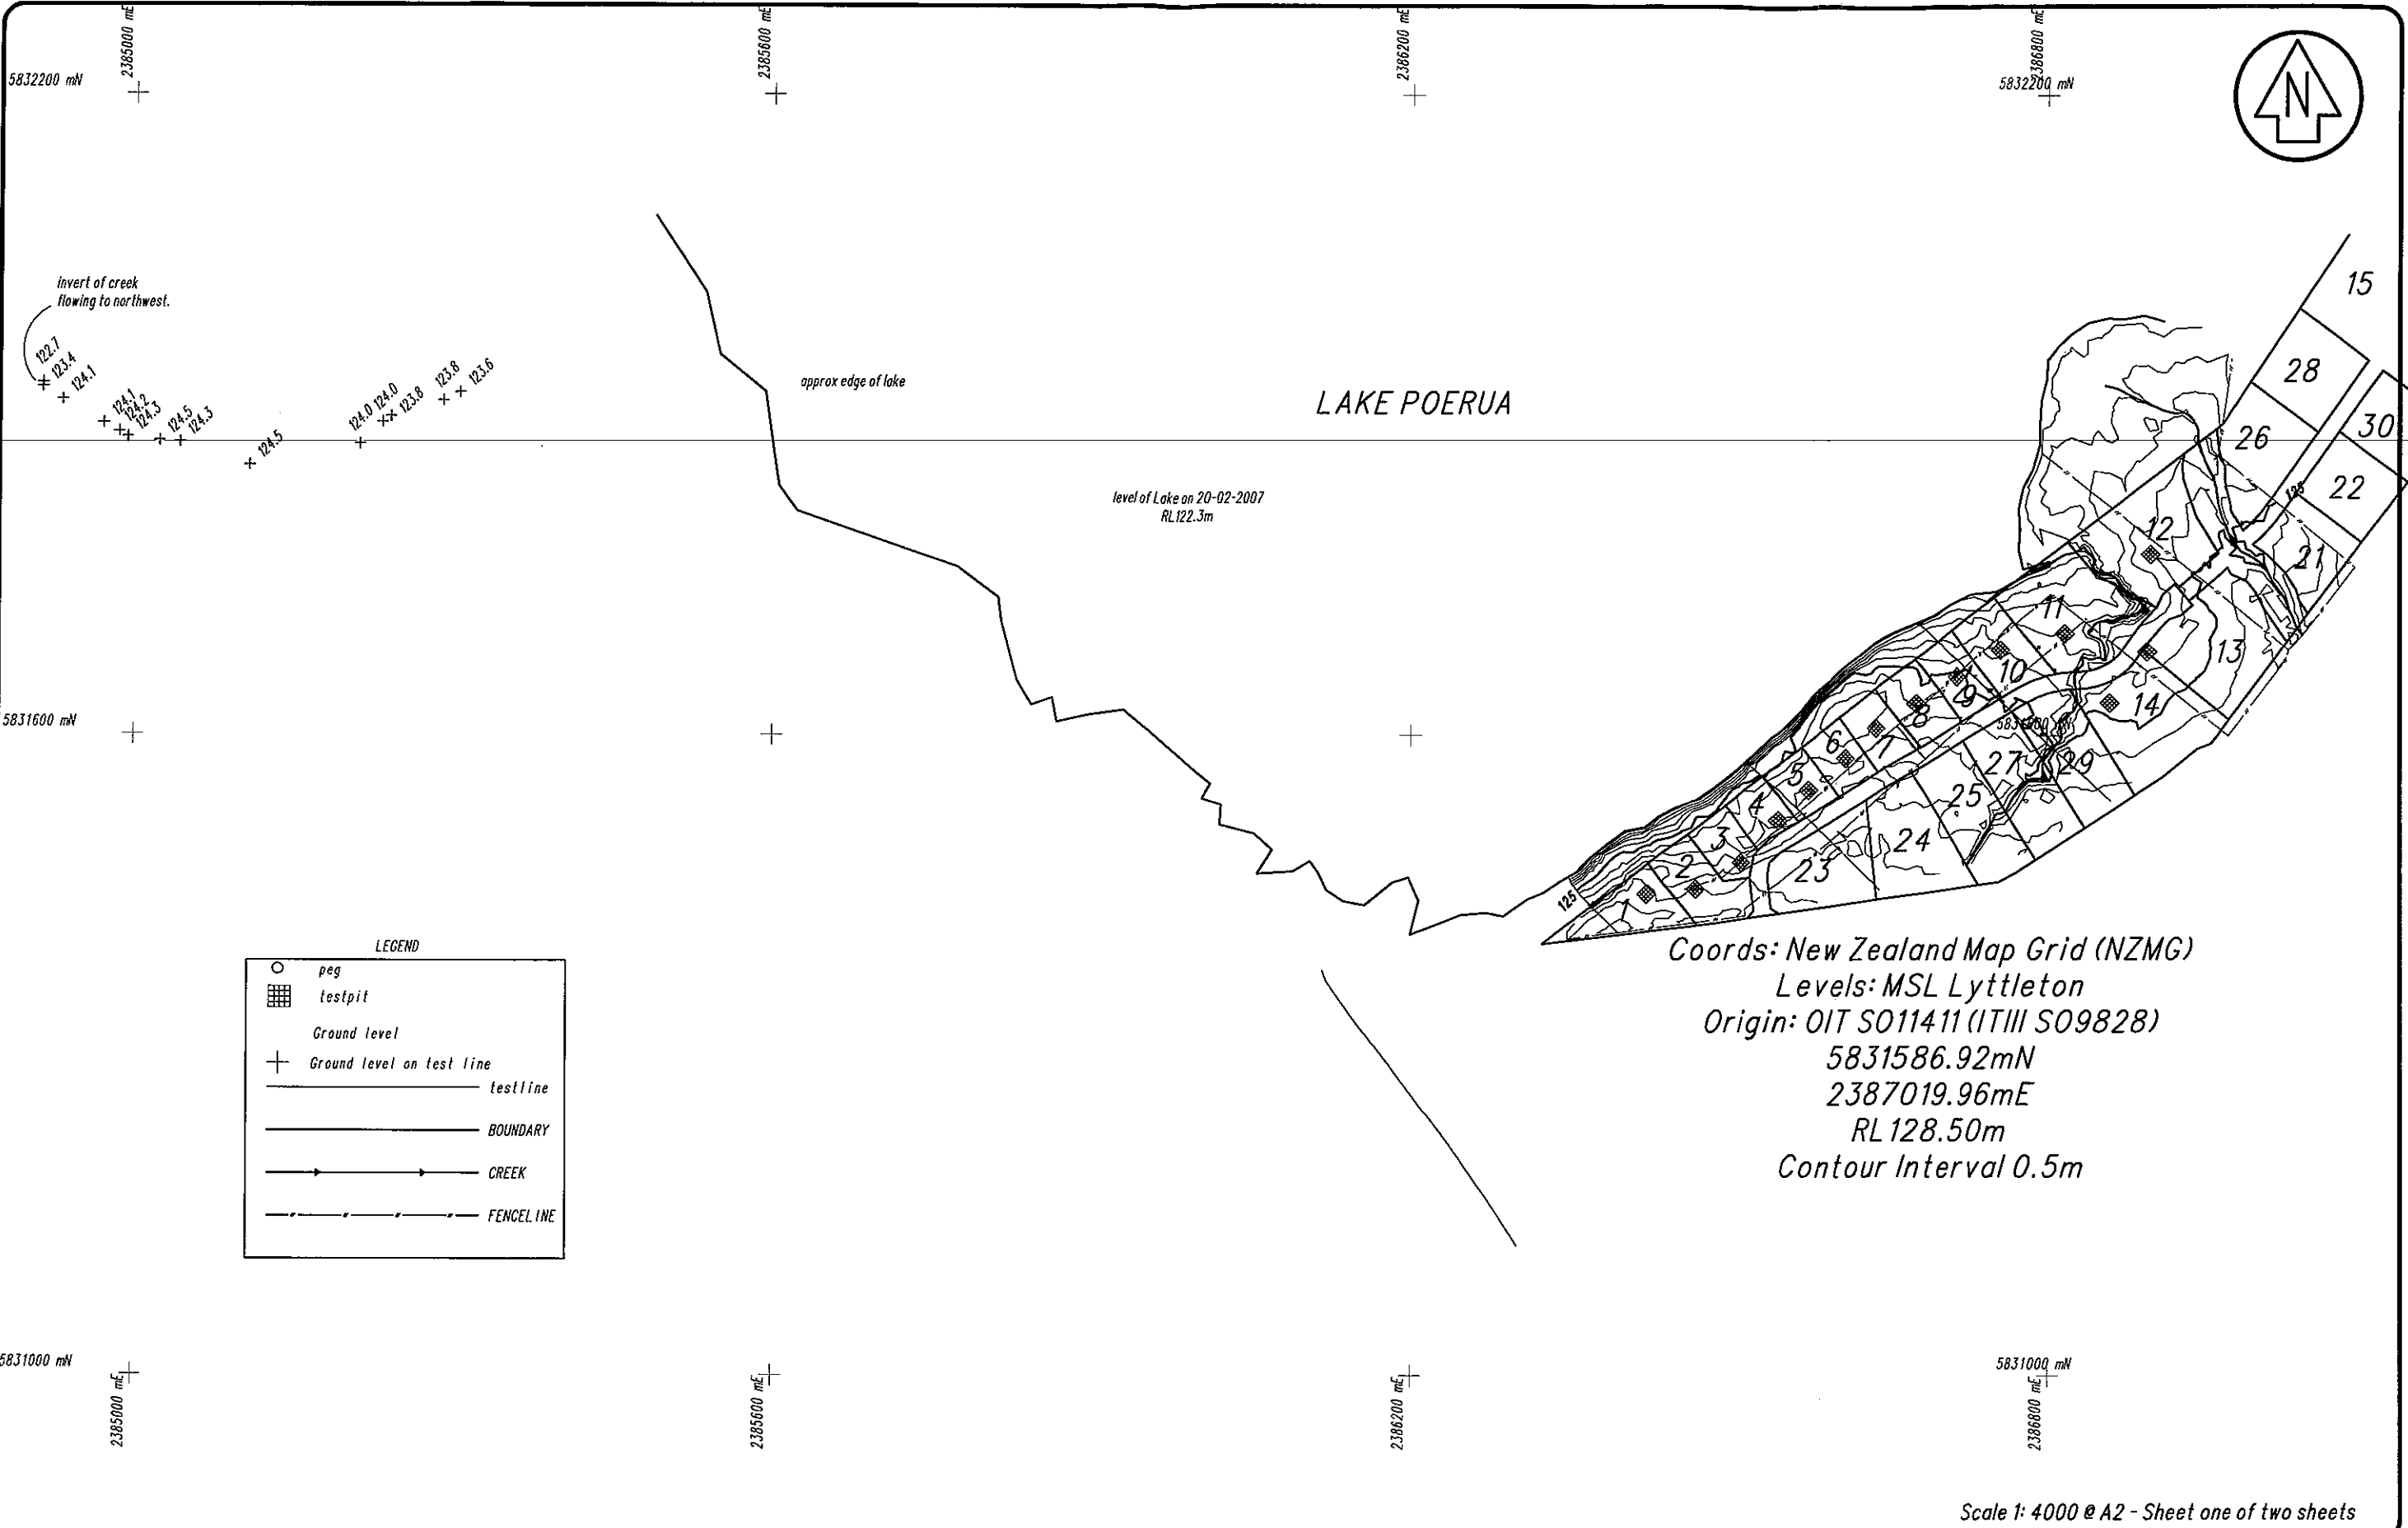 2385000 mE
2385600 mE
2386200 mE
2386800 mE
5832200 mN
5832200 mN
N
invert of creek
flowing to northwest.
122.7
123.4
124.1
124.1
124.2
124.3
124.5
124.3
124.5
124.0
124.0
123.8
123.8
123.6
approx edge of lake
LAKE POERUA
level of Lake on 20-02-2007
RL122.3m
15
28
30
26
22
125
12
21
11
13
10
9
14
8
7
6
5
4
3
2
1
27
29
25
24
23
125
5831600 mN
5831600 mN
LEGEND
peg
testpit
Ground level
Ground level on test line
testline
BOUNDARY
CREEK
FENCELINE
Coords: New Zealand Map Grid (NZMG)
Levels: MSL Lyttleton
Origin: OIT SO11411 (ITIII SO9828)
5831586.92mN
2387019.96mE
RL 128.50m
Contour Interval 0.5m
5831000 mN
5831000 mN
2385000 mE
2385600 mE
2386200 mE
2386800 mE
Scale 1: 4000 @ A2 - Sheet one of two sheets